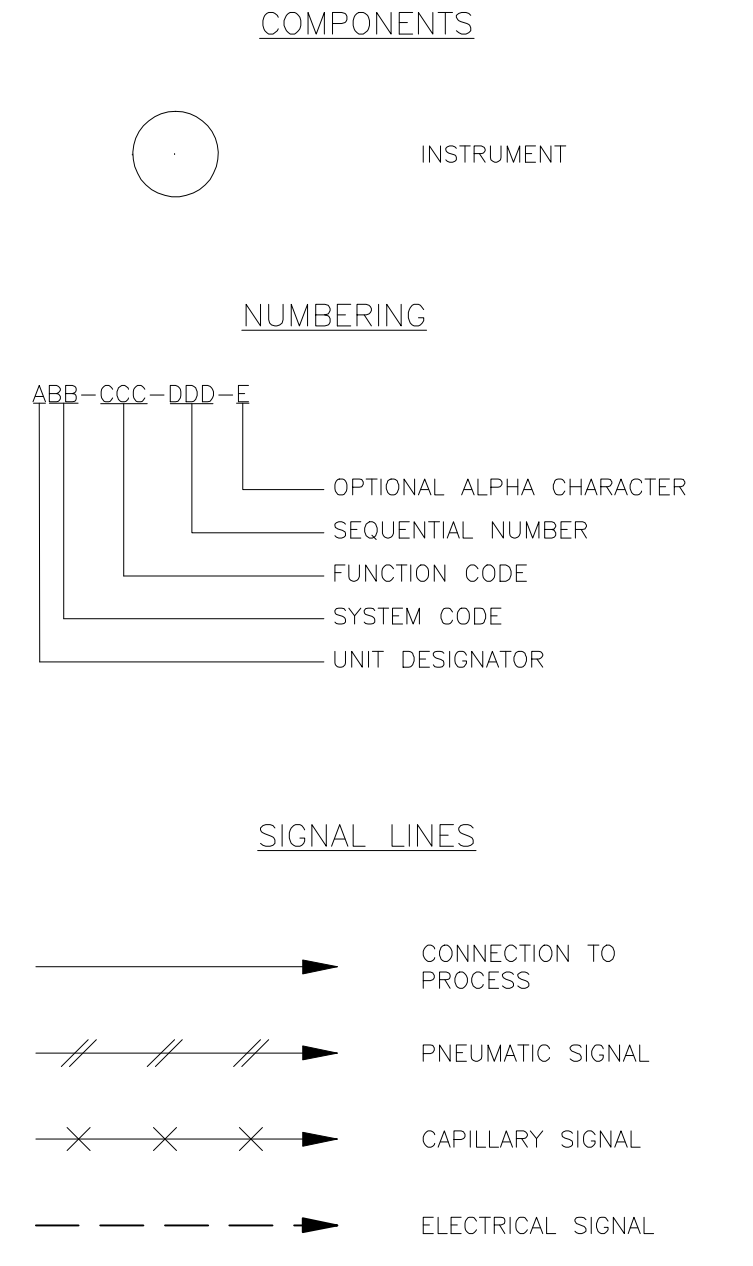 COMPONENTS
INSTRUMENT
NUMBERING
ABB-CCC-DDD-E
OPTIONAL ALPHA CHARACTER
SEQUENTIAL NUMBER
FUNCTION CODE
SYSTEM CODE
UNIT DESIGNATOR
SIGNAL LINES
CONNECTION TO
PROCESS
PNEUMATIC SIGNAL
CAPILLARY SIGNAL
ELECTRICAL SIGNAL